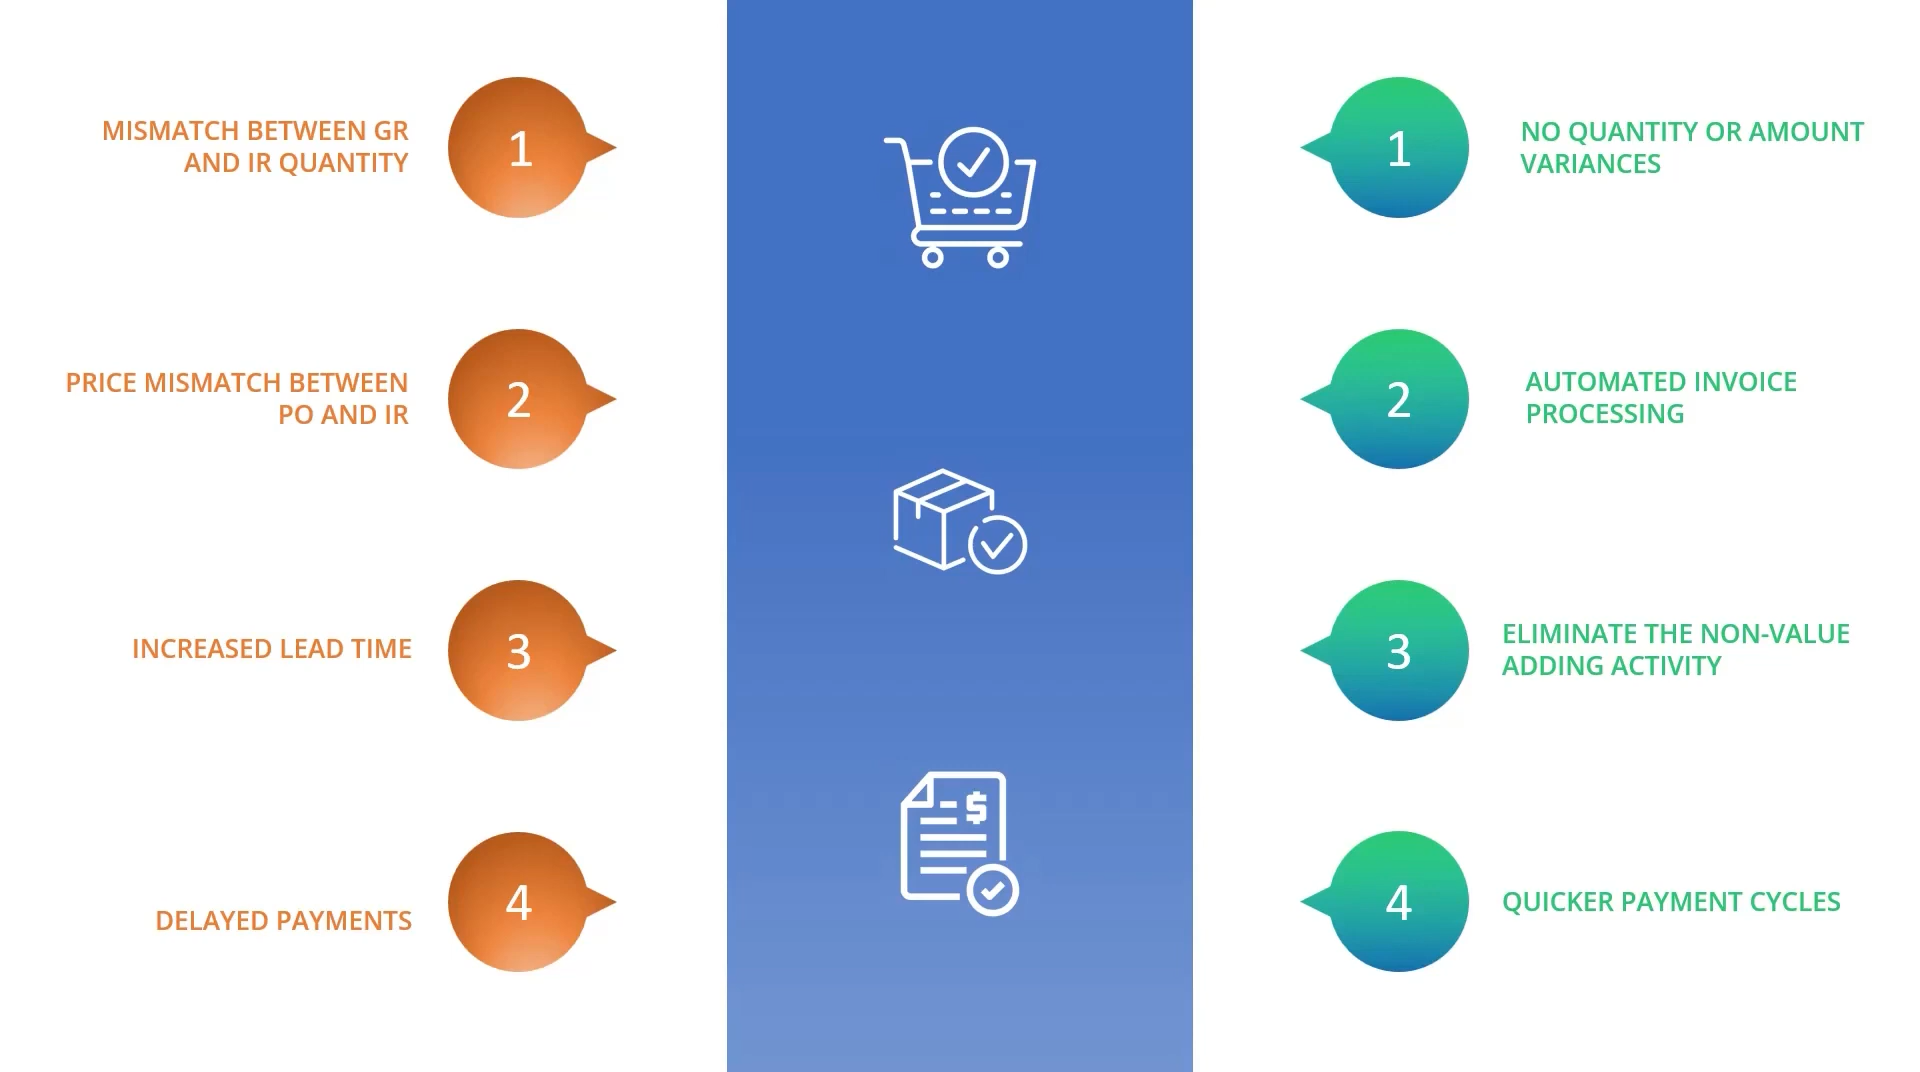 MISMATCH BETWEEN GR
AND IR QUANTITY
1
PRICE MISMATCH BETWEEN
PO AND IR
2
INCREASED LEAD TIME
3
DELAYED PAYMENTS
4
$
1
NO QUANTITY OR AMOUNT
VARIANCES
2
AUTOMATED INVOICE
PROCESSING
3
ELIMINATE THE NON-VALUE
ADDING ACTIVITY
4
QUICKER PAYMENT CYCLES